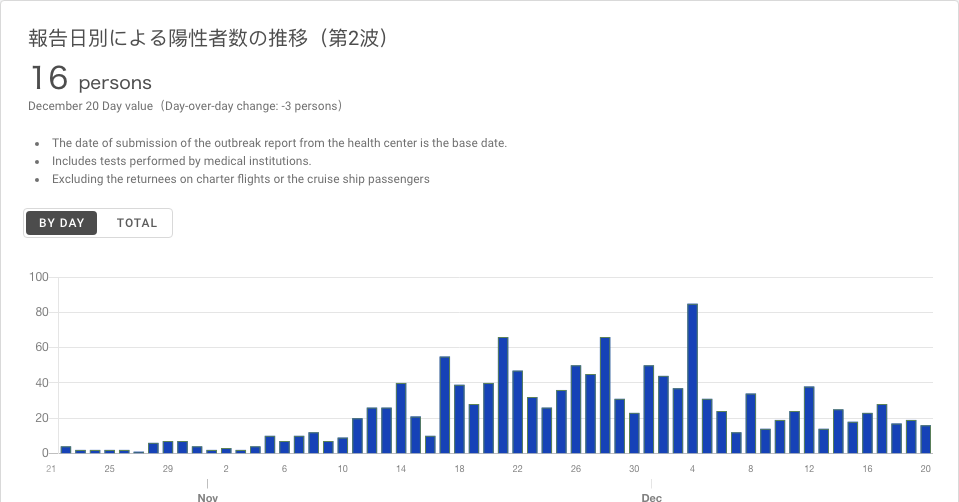 報告日別による陽性者数の推移（第2波）
16 persons
December 20 Day value（Day-over-day change: -3 persons）
• The date of submission of the outbreak report from the health center is the base date.
• Includes tests performed by medical institutions.
• Excluding the returnees on charter flights or the cruise ship passengers
BY DAY TOTAL
100
80
60
40
20
0
21 25 29 2 6 10 14 18 22 26 30 4 8 12 16 20
Nov Dec